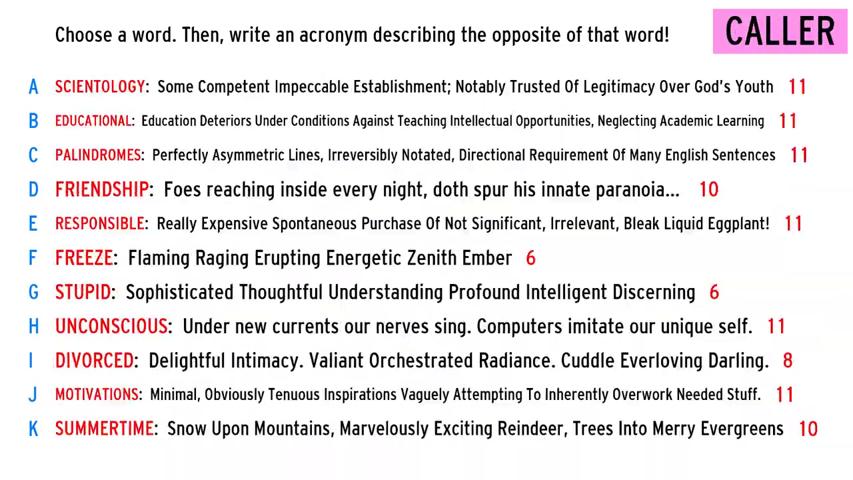 Choose a word. Then, write an acronym describing the opposite of that word!
CALLER
A SCIENTOLOGY: Some Competent Impeccable Establishment; Notably Trusted Of Legitimacy Over God's Youth 11
B EDUCATIONAL: Education Deteriors Under Conditions Against Teaching Intellectual Opportunities, Neglecting Academic Learning 11
C PALINDROMES: Perfectly Asymmetric Lines, Irreversibly Notated, Directional Requirement Of Many English Sentences 11
D FRIENDSHIP: Foes reaching inside every night, doth spur his innate paranoia... 10
E RESPONSIBLE: Really Expensive Spontaneous Purchase Of Not Significant, Irrelevant, Bleak Liquid Eggplant! 11
F FREEZE: Flaming Raging Erupting Energetic Zenith Ember 6
G STUPID: Sophisticated Thoughtful Understanding Profound Intelligent Discerning 6
H UNCONSCIOUS: Under new currents our nerves sing. Computers imitate our unique self. 11
I DIVORCED: Delightful Intimacy. Valiant Orchestrated Radiance. Cuddle Everloving Darling. 8
J MOTIVATIONS: Minimal, Obviously Tenuous Inspirations Vaguely Attempting To Inherently Overwork Needed Stuff. 11
K SUMMERTIME: Snow Upon Mountains, Marvelously Exciting Reindeer, Trees Into Merry Evergreens 10